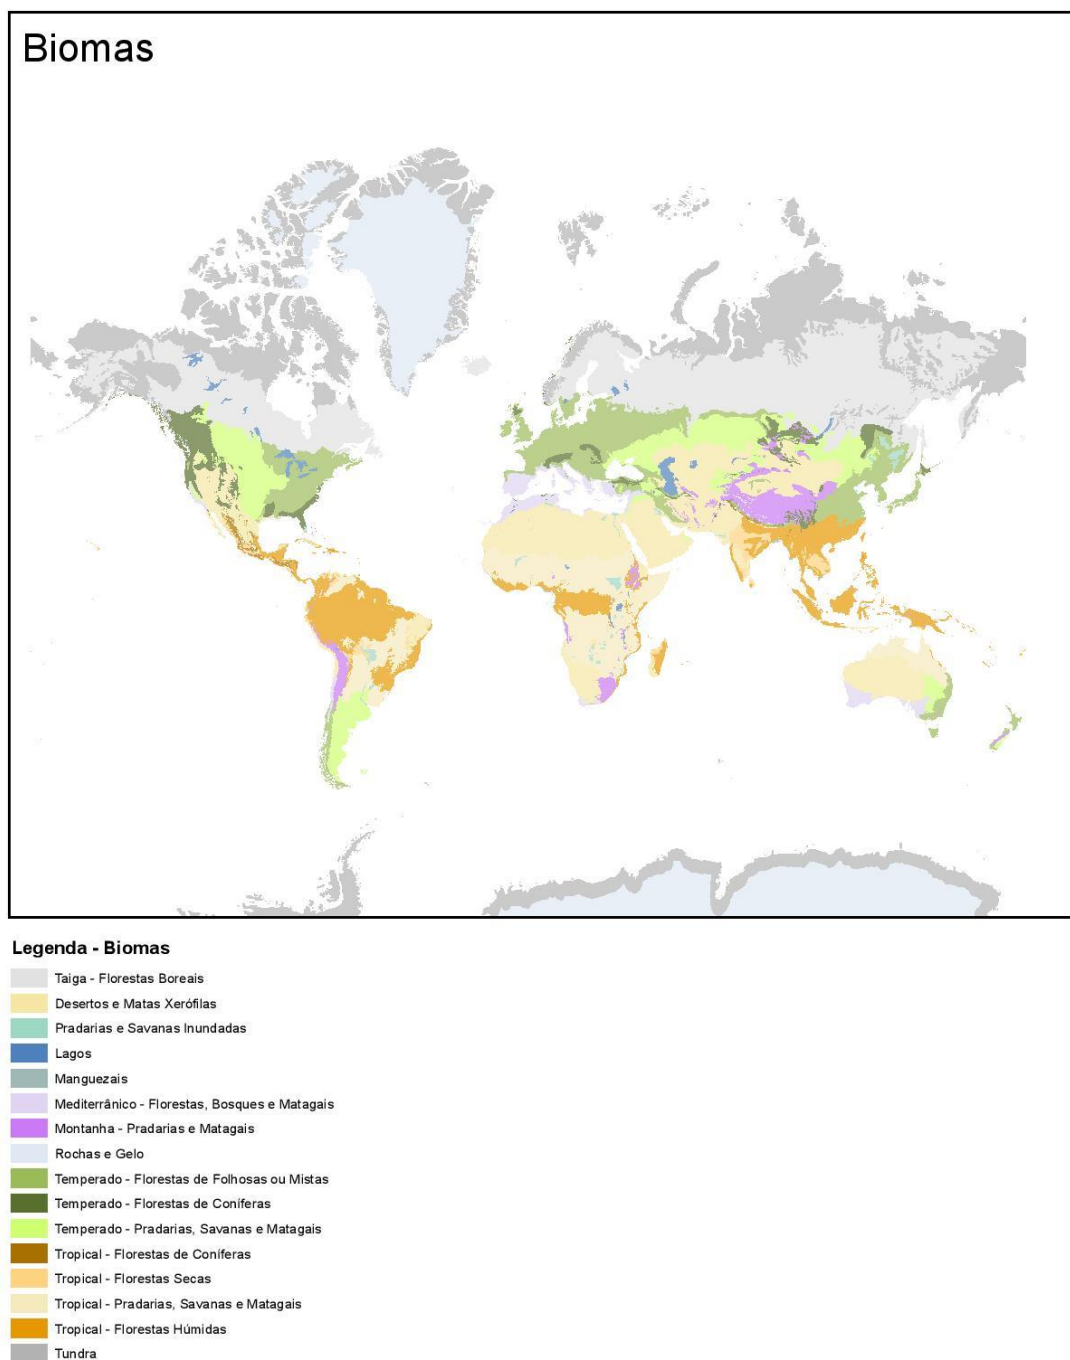 Biomas
Legenda - Biomas
Taiga - Florestas Boreais
Desertos e Matas Xerófilas
Pradarias e Savanas Inundadas
Lagos
Manguezais
Mediterrânico - Florestas, Bosques e Matagais
Montanha - Pradarias e Matagais
Rochas e Gelo
Temperado - Florestas de Folhosas ou Mistas
Temperado - Florestas de Coníferas
Temperado - Pradarias, Savanas e Matagais
Tropical - Florestas de Coníferas
Tropical - Florestas Secas
Tropical - Pradarias, Savanas e Matagais
Tropical - Florestas Húmidas
Tundra